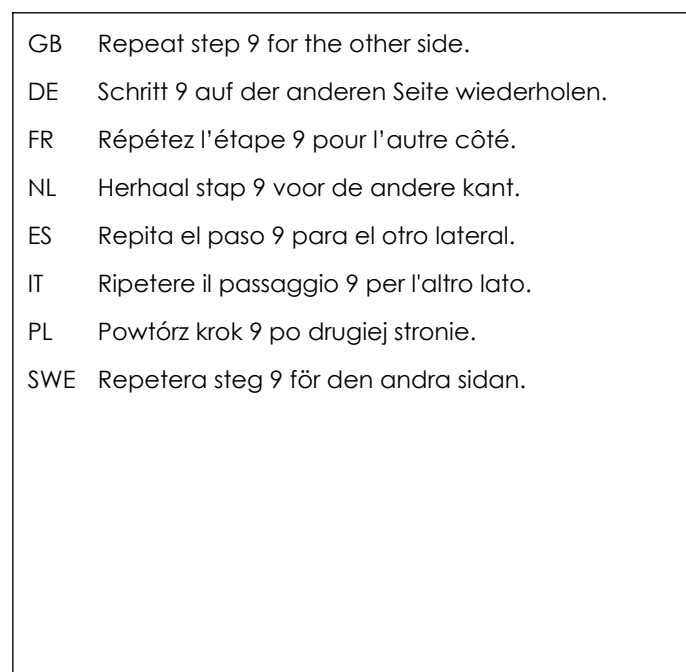 GB Repeat step 9 for the other side.
DE Schritt 9 auf der anderen Seite wiederholen.
FR Répétez l’étape 9 pour l’autre côté.
NL Herhaal stap 9 voor de andere kant.
ES Repita el paso 9 para el otro lateral.
IT Ripetere il passaggio 9 per l'altro lato.
PL Powtórz krok 9 po drugiej stronie.
SWE Repetera steg 9 för den andra sidan.